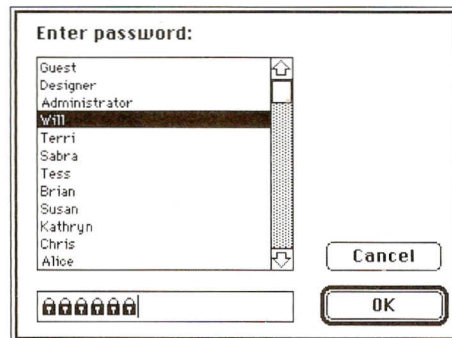 Enter password:
Guest
Designer
Administrator
Will
Terri
Sabra
Tess
Brian
Susan
Kathryn
Chris
Alice
Cancel
OK